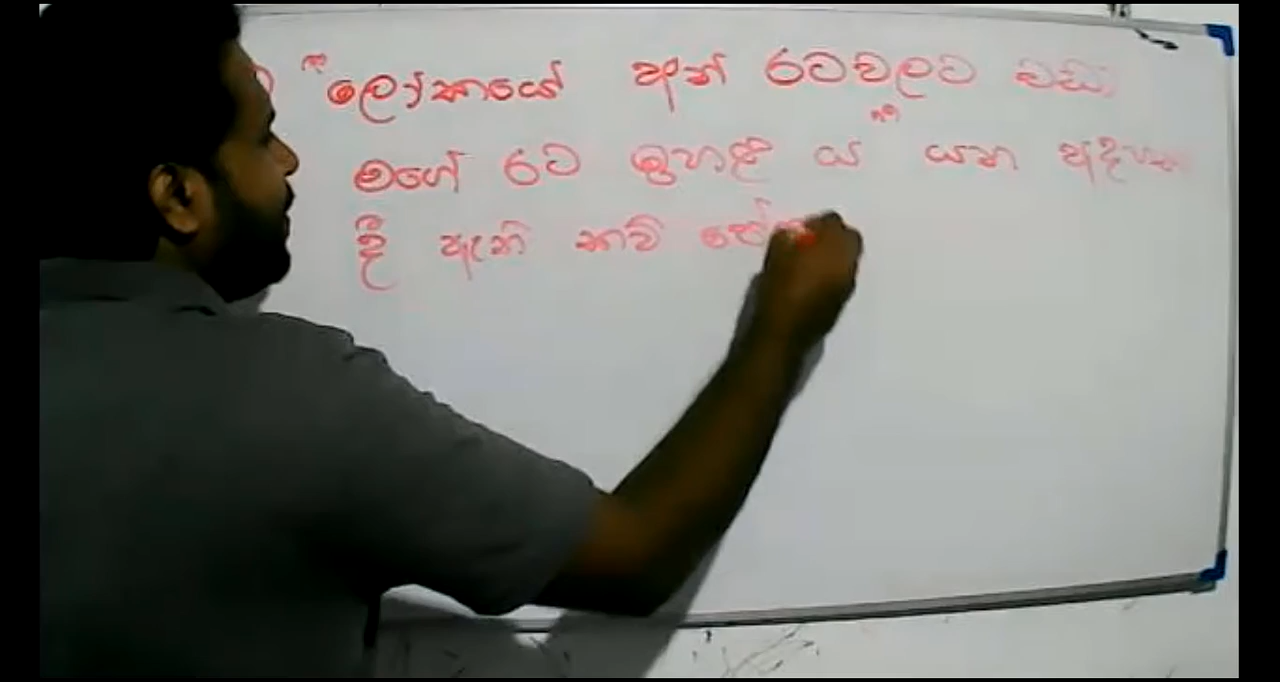 "ලෝකයේ අන් රටවලට වඩා
මගේ රට ඉහළ ය" යන අදහස
දී ඇති කවි